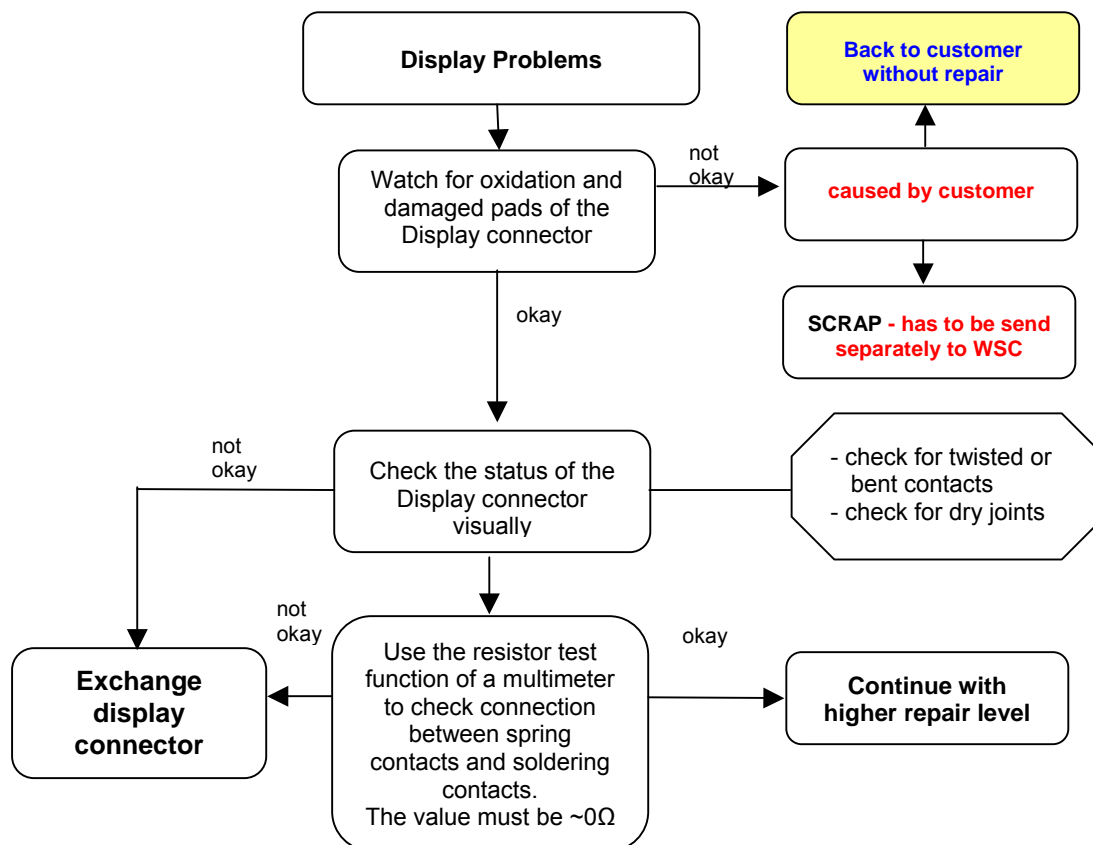 Display Problems
Back to customer
without repair
not
okay
Watch for oxidation and
damaged pads of the
Display connector
caused by customer
okay
SCRAP - has to be send
separately to WSC
not
okay
Check the status of the
Display connector
visually
- check for twisted or
bent contacts
- check for dry joints
not
okay
okay
Use the resistor test
function of a multimeter
to check connection
between spring
contacts and soldering
contacts.
The value must be ~0Ω
Exchange
display
connector
Continue with
higher repair level